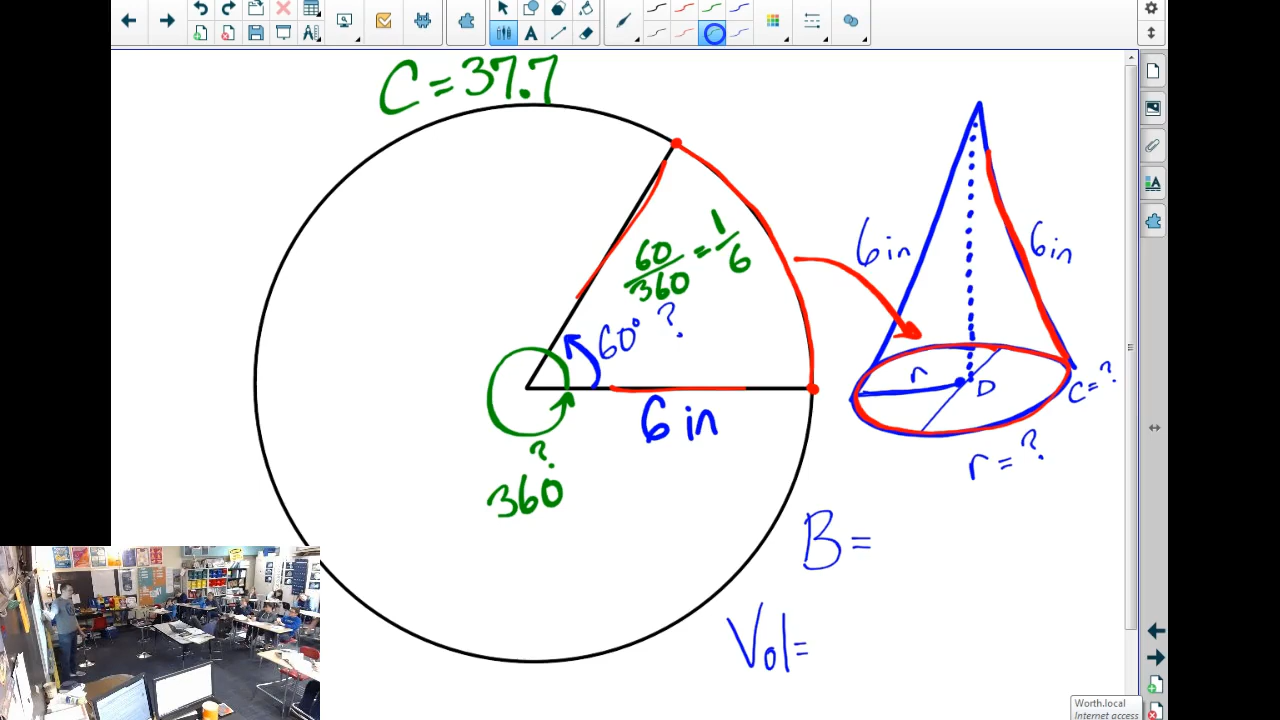 C = 37.7
60/360 = 1/6
60° ?
6 in
?
360
6 in
6 in
r
D
C = ?
r = ?
B =
Vol =
Worth.local
Internet access